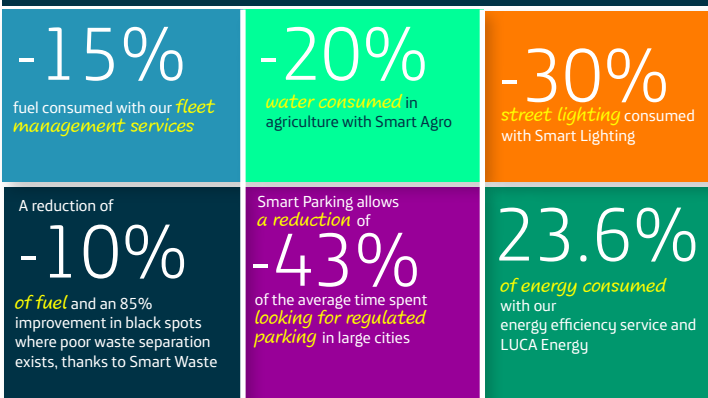 -15%
fuel consumed with our fleet
management services
-20%
water consumed in
agriculture with Smart Agro
-30%
street lighting consumed
with Smart Lighting
A reduction of
-10%
of fuel and an 85%
improvement in black spots
where poor waste separation
exists, thanks to Smart Waste
Smart Parking allows
a reduction of
-43%
of the average time spent
looking for regulated
parking in large cities
23.6%
of energy consumed
with our
energy efficiency service and
LUCA Energy